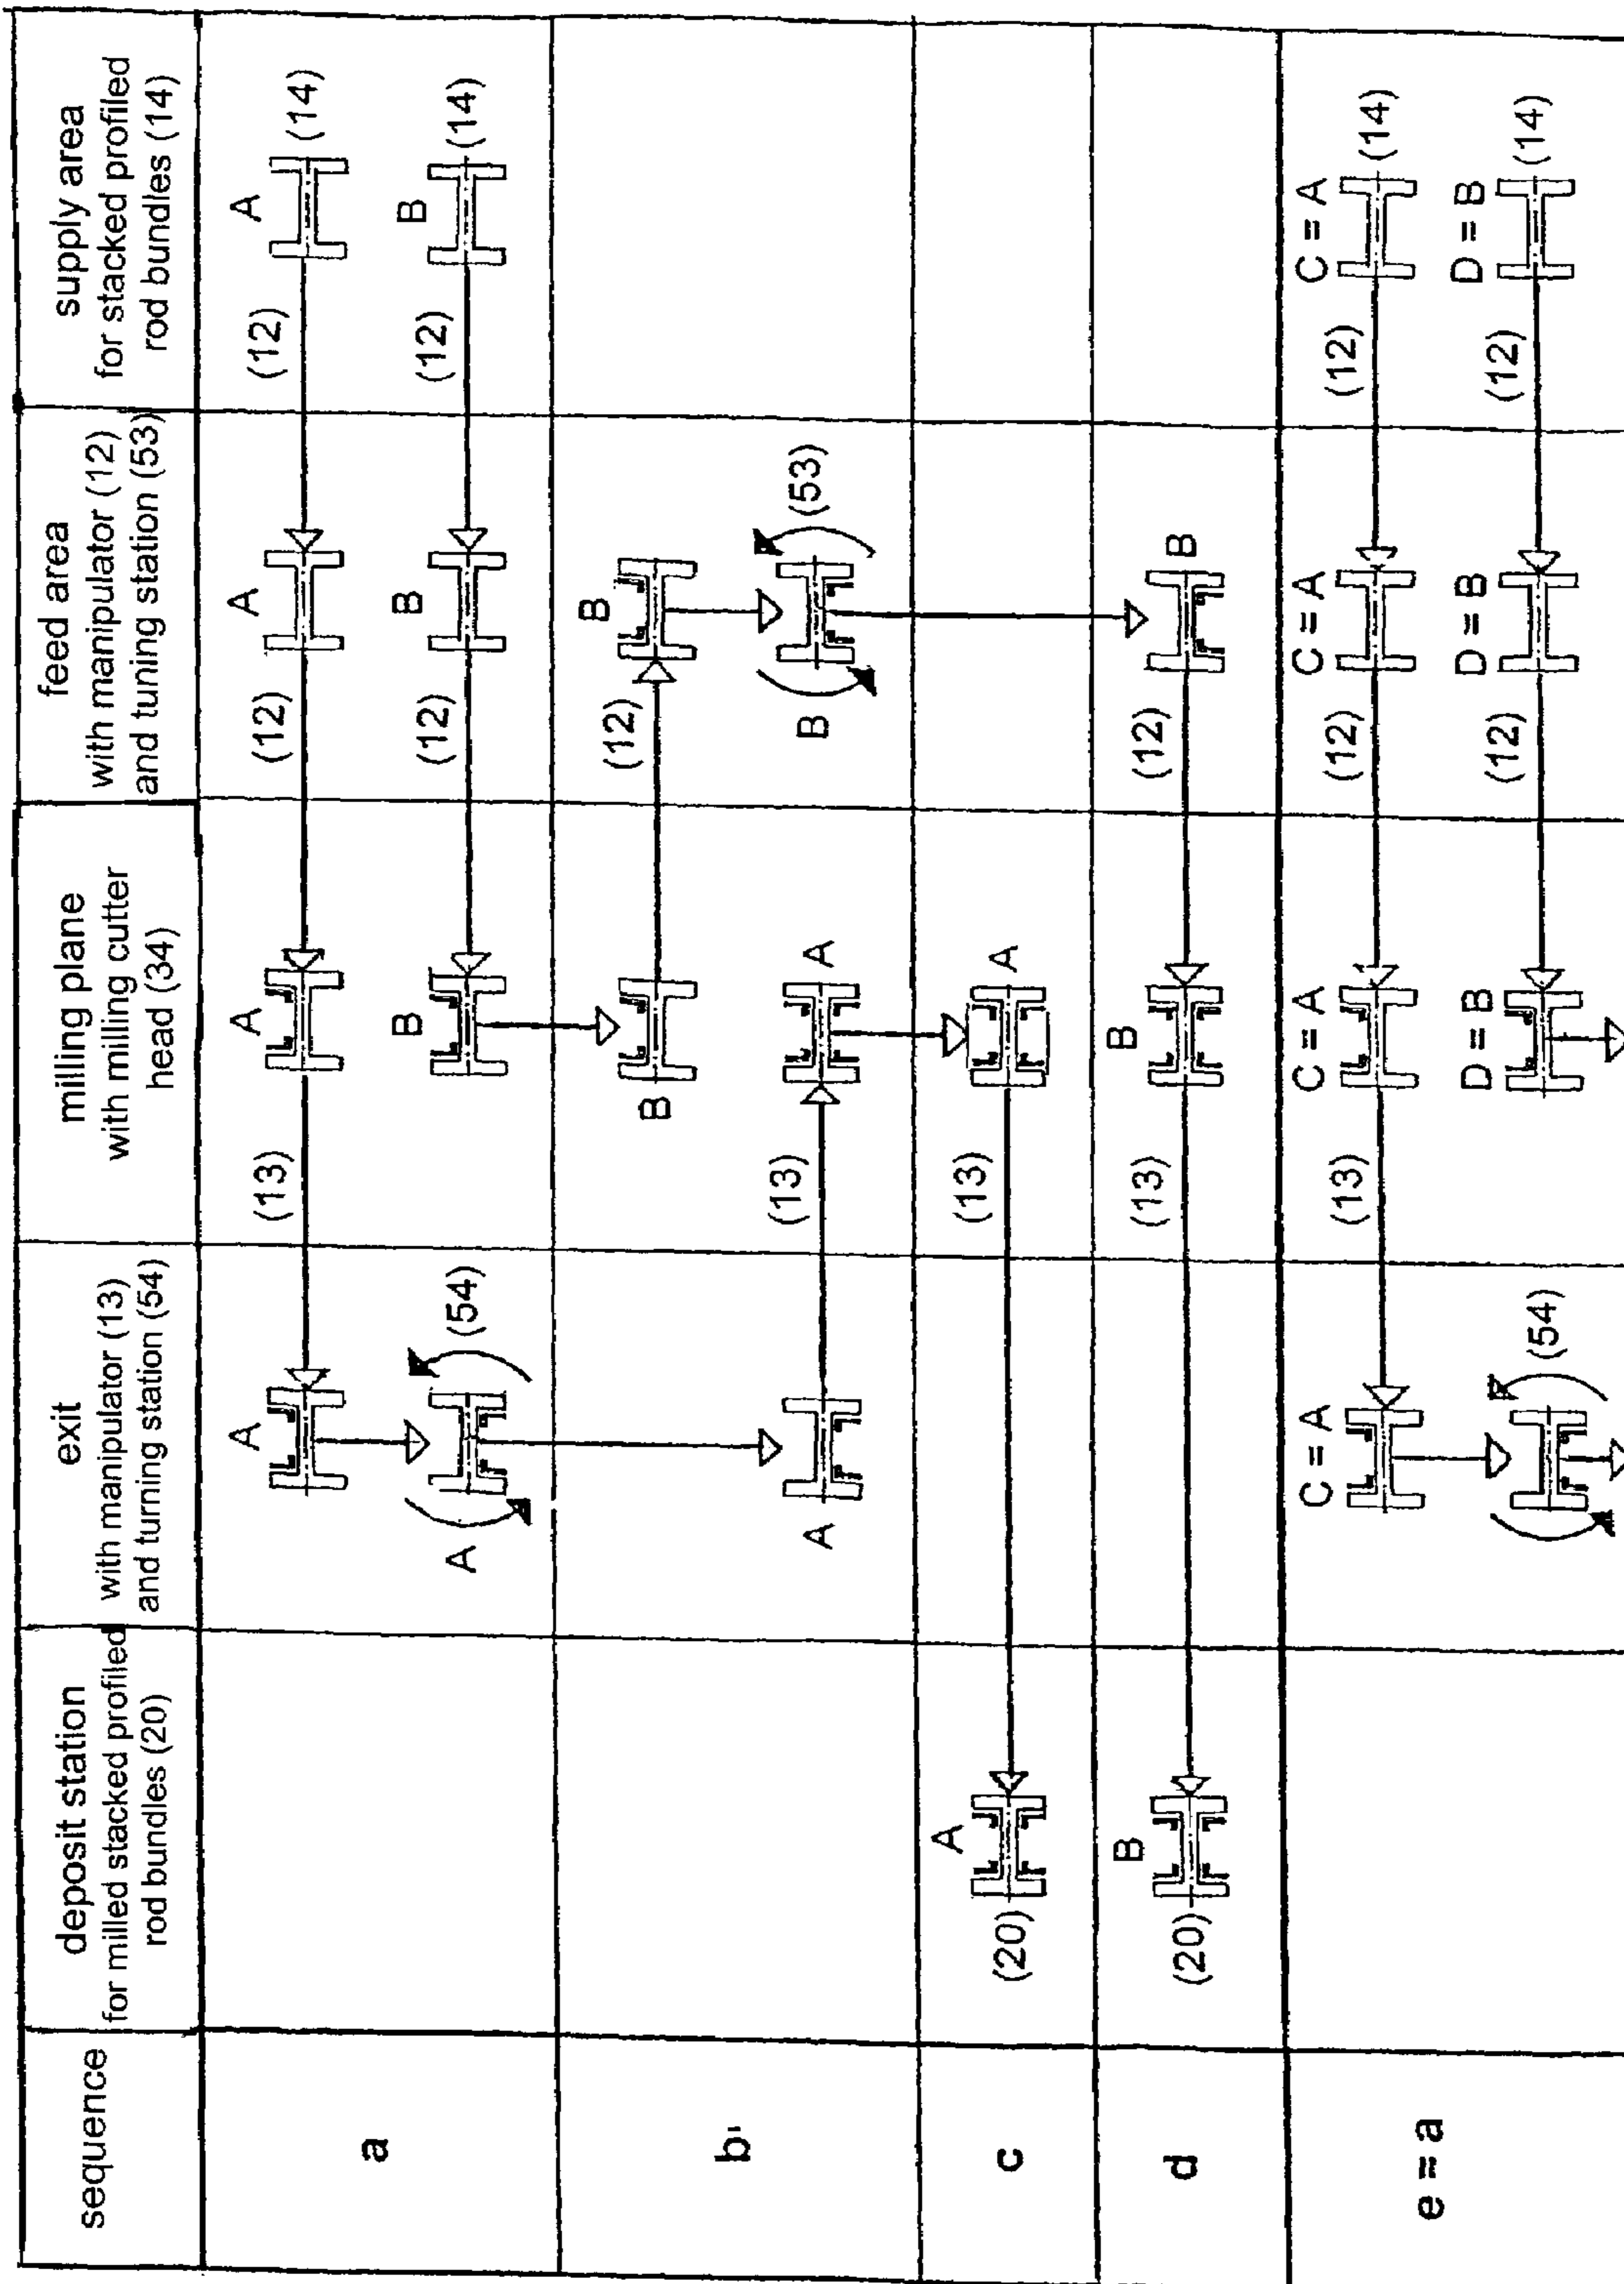 sequence
deposit station
for milled stacked profiled
rod bundles (20)
exit
with manipulator (13)
and turning station (54)
milling plane
with milling cutter
head (34)
feed area
with manipulator (12)
and tuning station (53)
supply area
for stacked profiled
rod bundles (14)
a
A A A A
(13) (12) (12) (14)
B B B
(12) (12)
A (54) (14)
b'
B
B (12)
A (13) A
B (53)
c
A
(20) (13) A
d
B B B
(20) (13) (12)
e = a
C = A C = A C = A C = A
(13) (12) (12) (14)
D = B D = B D = B
(54) (12) (12) (14)